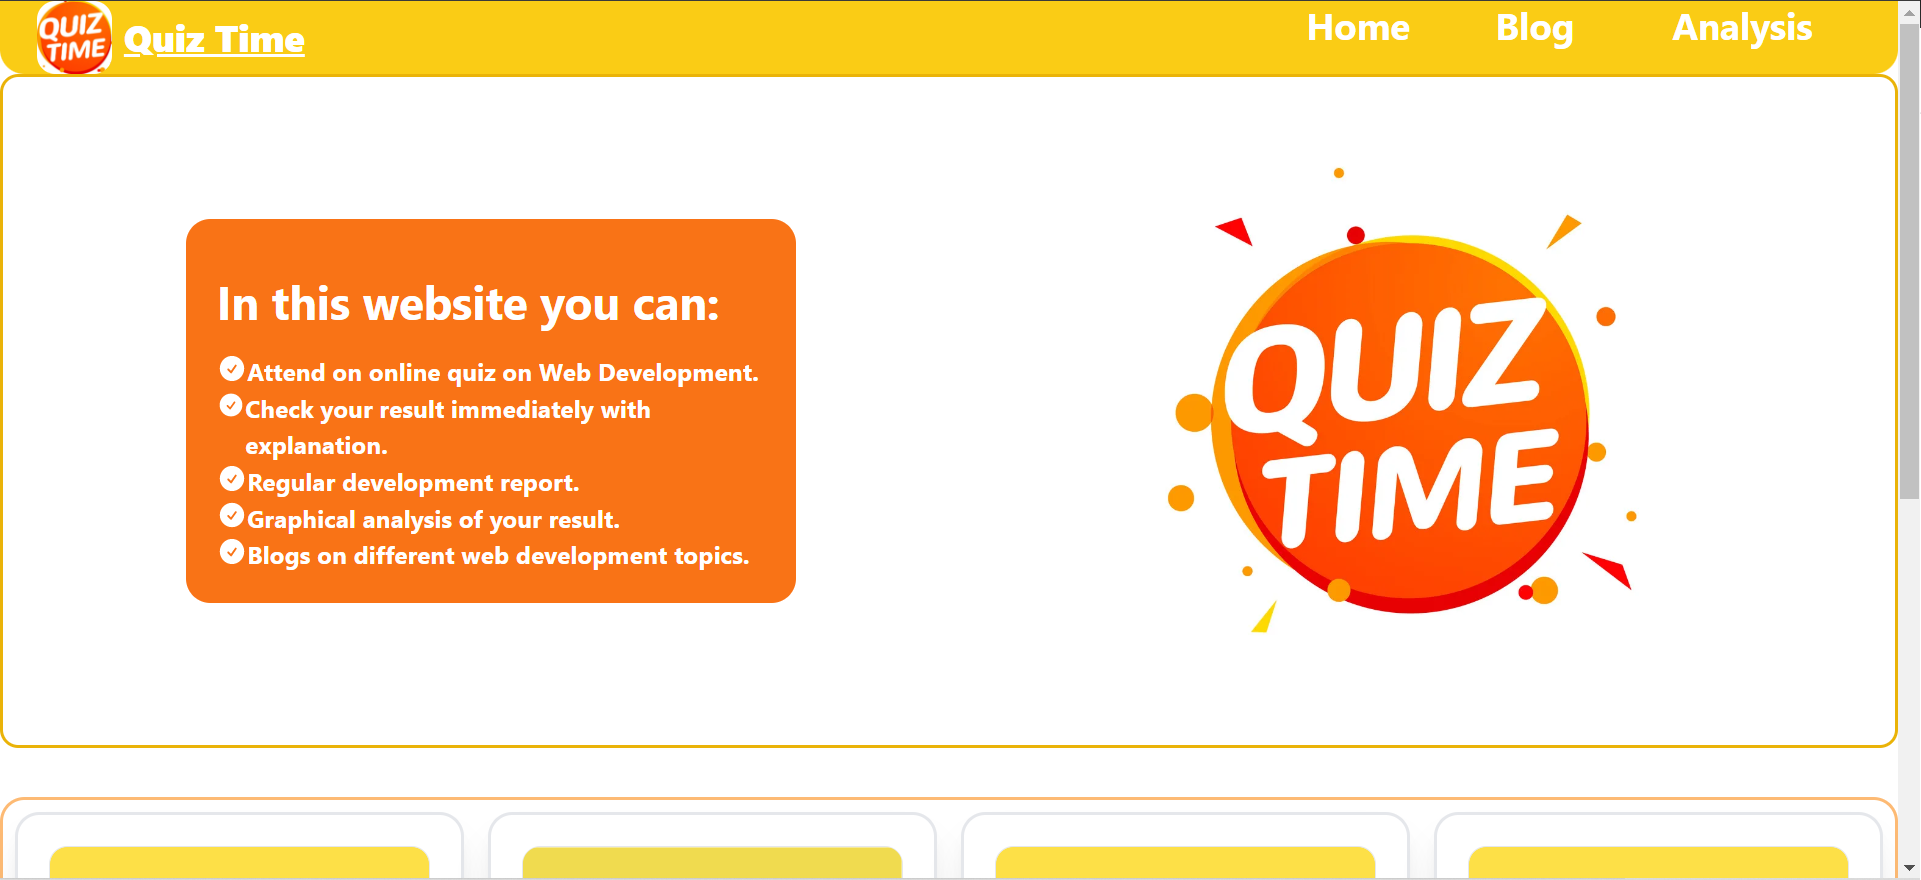 QUIZ
TIME
Quiz Time
Home
Blog
Analysis
In this website you can:
Attend on online quiz on Web Development.
Check your result immediately with
explanation.
Regular development report.
Graphical analysis of your result.
Blogs on different web development topics.
QUIZ
TIME